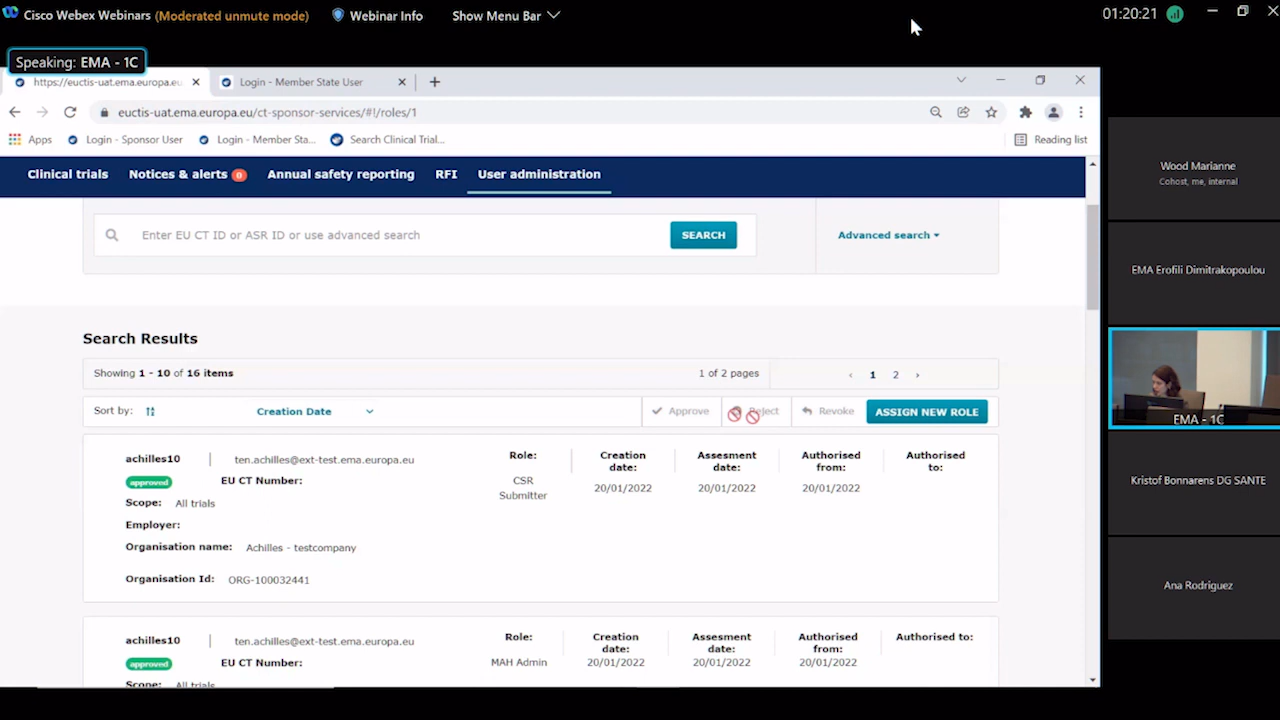 Cisco Webex Webinars (Moderated unmute mode) Webinar Info Show Menu Bar 01:20:21
Speaking: EMA - 1C
https://euctis-uat.ema.europa.eu Login - Member State User
euctis-uat.ema.europa.eu/ct-sponsor-services/#!/roles/1
Apps Login - Sponsor User Login - Member Sta... Search Clinical Trial... Reading list
Clinical trials Notices & alerts 0 Annual safety reporting RFI User administration
Enter EU CT ID or ASR ID or use advanced search SEARCH Advanced search
Search Results
Showing 1 - 10 of 16 items 1 of 2 pages ‹ 1 2 ›
Sort by: Creation Date Approve Reject Revoke ASSIGN NEW ROLE
achilles10 | ten.achilles@ext-test.ema.europa.eu Role: Creation date: Assesment date: Authorised from: Authorised to:
approved EU CT Number: CSR Submitter 20/01/2022 20/01/2022 20/01/2022
Scope: All trials
Employer:
Organisation name: Achilles - testcompany
Organisation Id: ORG-100032441
achilles10 | ten.achilles@ext-test.ema.europa.eu Role: Creation date: Assesment date: Authorised from: Authorised to:
approved EU CT Number: MAH Admin 20/01/2022 20/01/2022 20/01/2022
Scope: All trials
Wood Marianne
Cohost, me, internal
EMA Erofili Dimitrakopoulou
EMA - 1C
Kristof Bonnarens DG SANTE
Ana Rodriguez